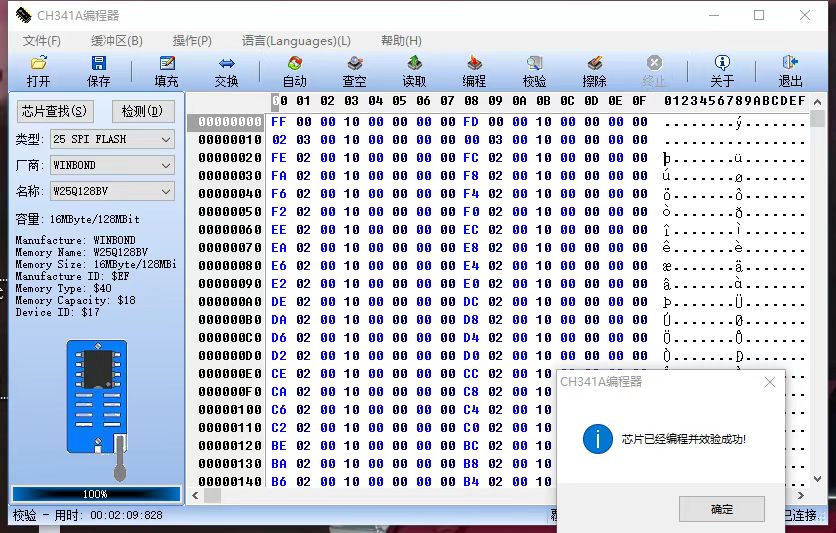 CH341A编程器
文件(F) 缓冲区(B) 操作(P) 语言(Languages)(L) 帮助(H)
打开 保存 填充 交换 自动 查空 读取 编程 校验 擦除 终止 关于 退出
芯片查找(S) 检测(D)
类型: 25 SPI FLASH
厂商: WINBOND
名称: W25Q128BV
容量: 16MByte/128MBit
Manufacture: WINBOND
Memory Name: W25Q128BV
Memory Size: 16MByte/128MBi
Manufacture ID: $EF
Memory Type: $40
Memory Capacity: $18
Device ID: $17
100%
00 01 02 03 04 05 06 07 08 09 0A 0B 0C 0D 0E 0F 0123456789ABCDEF
00000000 FF 00 00 10 00 00 00 00 FD 00 00 10 00 00 00 00 ........ý.......
00000010 02 03 00 10 00 00 00 00 00 03 00 10 00 00 00 00 ................
00000020 FE 02 00 10 00 00 00 00 FC 02 00 10 00 00 00 00 þ.......ü.......
00000030 FA 02 00 10 00 00 00 00 F8 02 00 10 00 00 00 00 ú.......ø.......
00000040 F6 02 00 10 00 00 00 00 F4 02 00 10 00 00 00 00 ö.......ô.......
00000050 F2 02 00 10 00 00 00 00 F0 02 00 10 00 00 00 00 ò.......ð.......
00000060 EE 02 00 10 00 00 00 00 EC 02 00 10 00 00 00 00 î.......ì.......
00000070 EA 02 00 10 00 00 00 00 E8 02 00 10 00 00 00 00 ê.......è.......
00000080 E6 02 00 10 00 00 00 00 E4 02 00 10 00 00 00 00 æ.......ä.......
00000090 E2 02 00 10 00 00 00 00 E0 02 00 10 00 00 00 00 â.......à.......
000000A0 DE 02 00 10 00 00 00 00 DC 02 00 10 00 00 00 00 Þ.......Ü.......
000000B0 DA 02 00 10 00 00 00 00 D8 02 00 10 00 00 00 00 Ú.......Ø.......
000000C0 D6 02 00 10 00 00 00 00 D4 02 00 10 00 00 00 00 Ö.......Ô.......
000000D0 D2 02 00 10 00 00 00 00 D0 02 00 10 00 00 00 00 Ò.......Ð.......
000000E0 CE 02 00 10 00 00 00 00 CC 02 00 10
000000F0 CA 02 00 10 00 00 00 00 C8 02 00 10
00000100 C6 02 00 10 00 00 00 00 C4 02 00 10
00000110 C2 02 00 10 00 00 00 00 C0 02 00 10
00000120 BE 02 00 10 00 00 00 00 BC 02 00 10
00000130 BA 02 00 10 00 00 00 00 B8 02 00 10
00000140 B6 02 00 10 00 00 00 00 B4 02 00 10
CH341A编程器
芯片已经编程并效验成功!
确定
校验 - 用时: 00:02:09:828
已连接